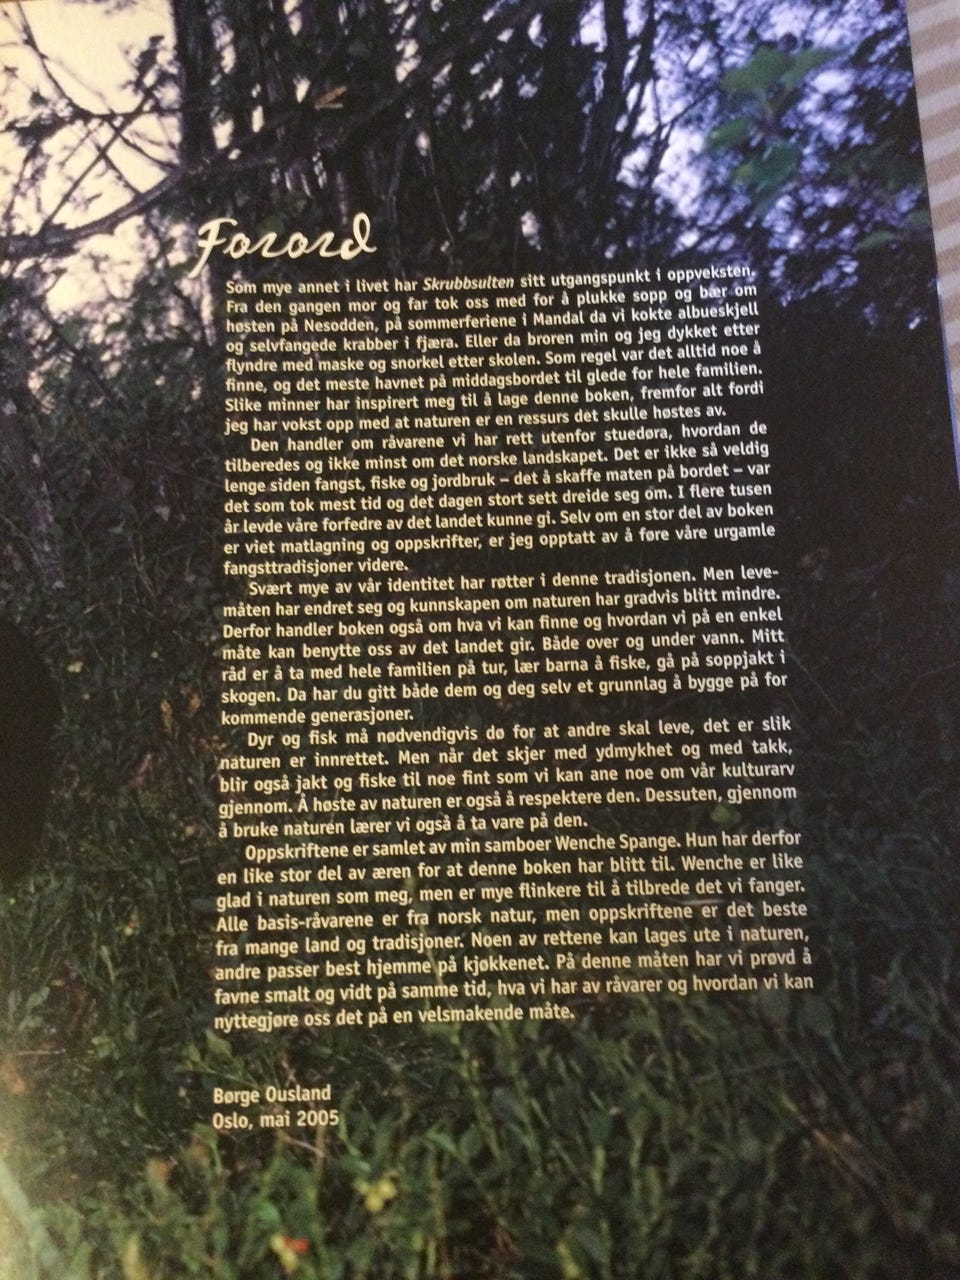 Forord
Som mye annet i livet har Skrubbsulten sitt utgangspunkt i oppveksten.
Fra den gangen mor og far tok oss med for å plukke sopp og bær om
høsten på Nesodden, på sommerferiene i Mandal da vi kokte albueskjell
og selvfangede krabber i fjæra. Eller da broren min og jeg dykket etter
flyndre med maske og snorkel etter skolen. Som regel var det alltid noe å
finne, og det meste havnet på middagsbordet til glede for hele familien.
Slike minner har inspirert meg til å lage denne boken, fremfor alt fordi
jeg har vokst opp med at naturen er en ressurs det skulle høstes av.
Den handler om råvarene vi har rett utenfor stuedøra, hvordan de
tilberedes og ikke minst om det norske landskapet. Det er ikke så veldig
lenge siden fangst, fiske og jordbruk – det å skaffe maten på bordet – var
det som tok mest tid og det dagen stort sett dreide seg om. I flere tusen
år levde våre forfedre av det landet kunne gi. Selv om en stor del av boken
er viet matlagning og oppskrifter, er jeg opptatt av å føre våre urgamle
fangsttradisjoner videre.
Svært mye av vår identitet har røtter i denne tradisjonen. Men leve-
måten har endret seg og kunnskapen om naturen har gradvis blitt mindre.
Derfor handler boken også om hva vi kan finne og hvordan vi på en enkel
måte kan benytte oss av det landet gir. Både over og under vann. Mitt
råd er å ta med hele familien på tur, lær barna å fiske, gå på soppjakt i
skogen. Da har du gitt både dem og deg selv et grunnlag å bygge på for
kommende generasjoner.
Dyr og fisk må nødvendigvis dø for at andre skal leve, det er slik
naturen er innrettet. Men når det skjer med ydmykhet og med takk,
blir også jakt og fiske til noe fint som vi kan ane noe om vår kulturarv
gjennom. Å høste av naturen er også å respektere den. Dessuten, gjennom
å bruke naturen lærer vi også å ta vare på den.
Oppskriftene er samlet av min samboer Wenche Spange. Hun har derfor
en like stor del av æren for at denne boken har blitt til. Wenche er like
glad i naturen som meg, men er mye flinkere til å tilbrede det vi fanger.
Alle basis-råvarene er fra norsk natur, men oppskriftene er det beste
fra mange land og tradisjoner. Noen av rettene kan lages ute i naturen,
andre passer best hjemme på kjøkkenet. På denne måten har vi prøvd å
favne smalt og vidt på samme tid, hva vi har av råvarer og hvordan vi kan
nyttegjøre oss det på en velsmakende måte.
Børge Ousland
Oslo, mai 2005